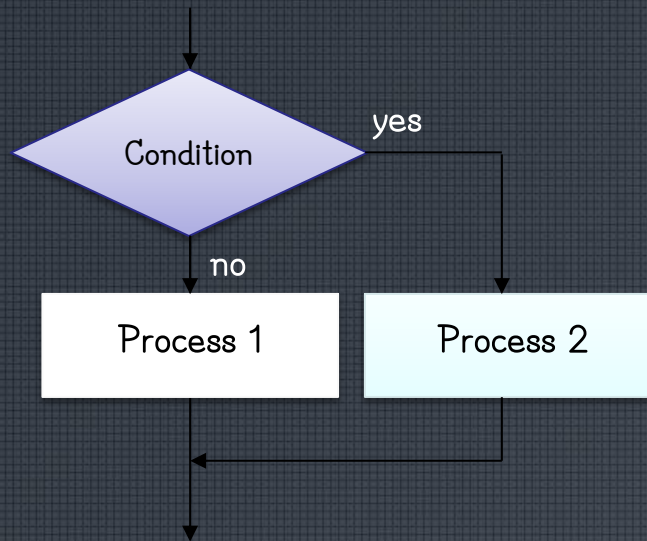 yes
Condition
no
Process 1
Process 2